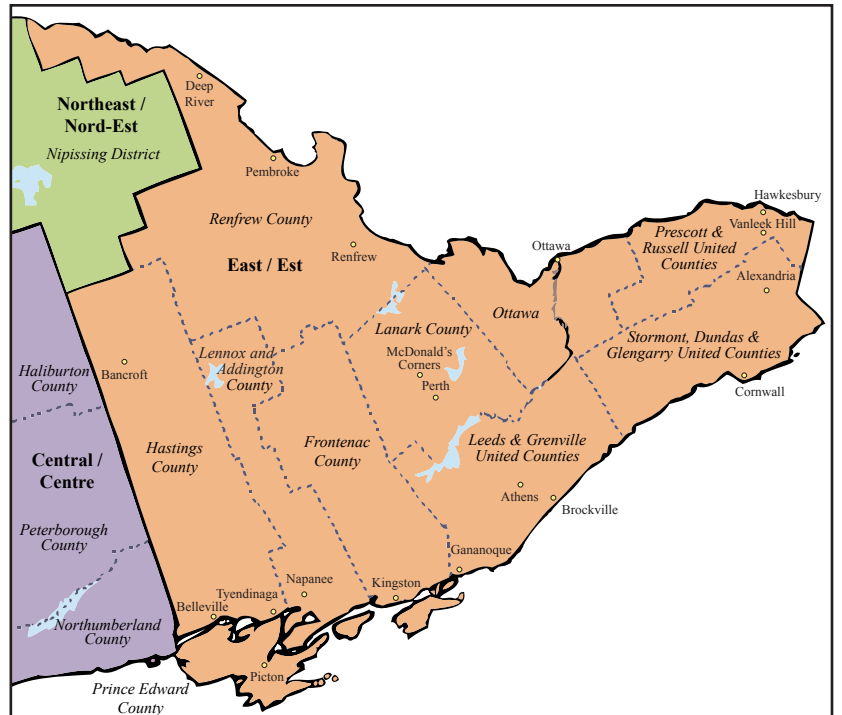 Deep
River
Northeast /
Nord-Est
Nipissing District
Pembroke
Hawkesbury
Renfrew County
Vanleek Hill
Prescott &
Russell United
Counties
Ottawa
Renfrew
East / Est
Alexandria
Ottawa
Lanark County
Stormont, Dundas &
Glengarry United Counties
McDonald's
Corners
Lennox and
Addington
County
Haliburton
County
Bancroft
Perth
Cornwall
Hastings
County
Frontenac
County
Leeds & Grenville
United Counties
Central /
Centre
Athens
Brockville
Peterborough
County
Gananoque
Napanee
Kingston
Tyendinaga
Belleville
Northumberland
County
Picton
Prince Edward
County